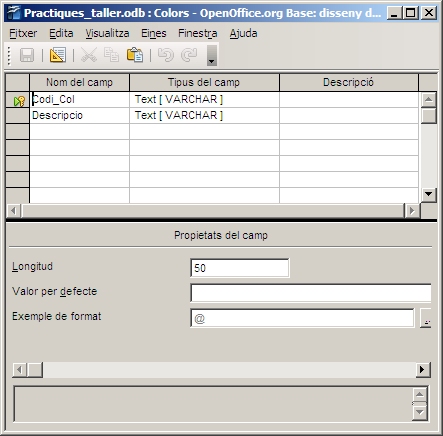 Practiques_taller.odb : Colors - OpenOffice.org Base: disseny d...
Fitxer Edita Visualitza Eines Finestra Ajuda
Nom del camp Tipus del camp Descripció
Codi_Col Text [ VARCHAR ]
Descripcio Text [ VARCHAR ]
Propietats del camp
Longitud 50
Valor per defecte
Exemple de format @ ...